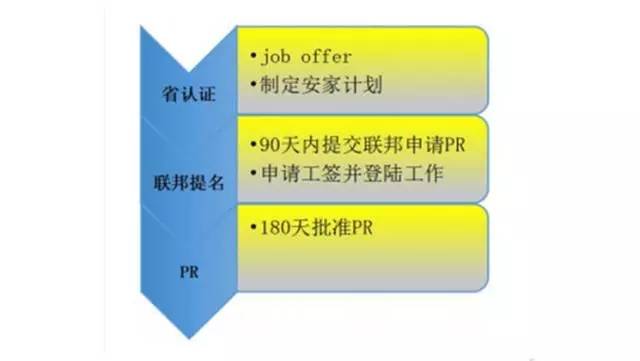 省认证
•job offer
•制定安家计划
联邦提名
•90天内提交联邦申请PR
•申请工签并登陆工作
PR
•180天批准PR